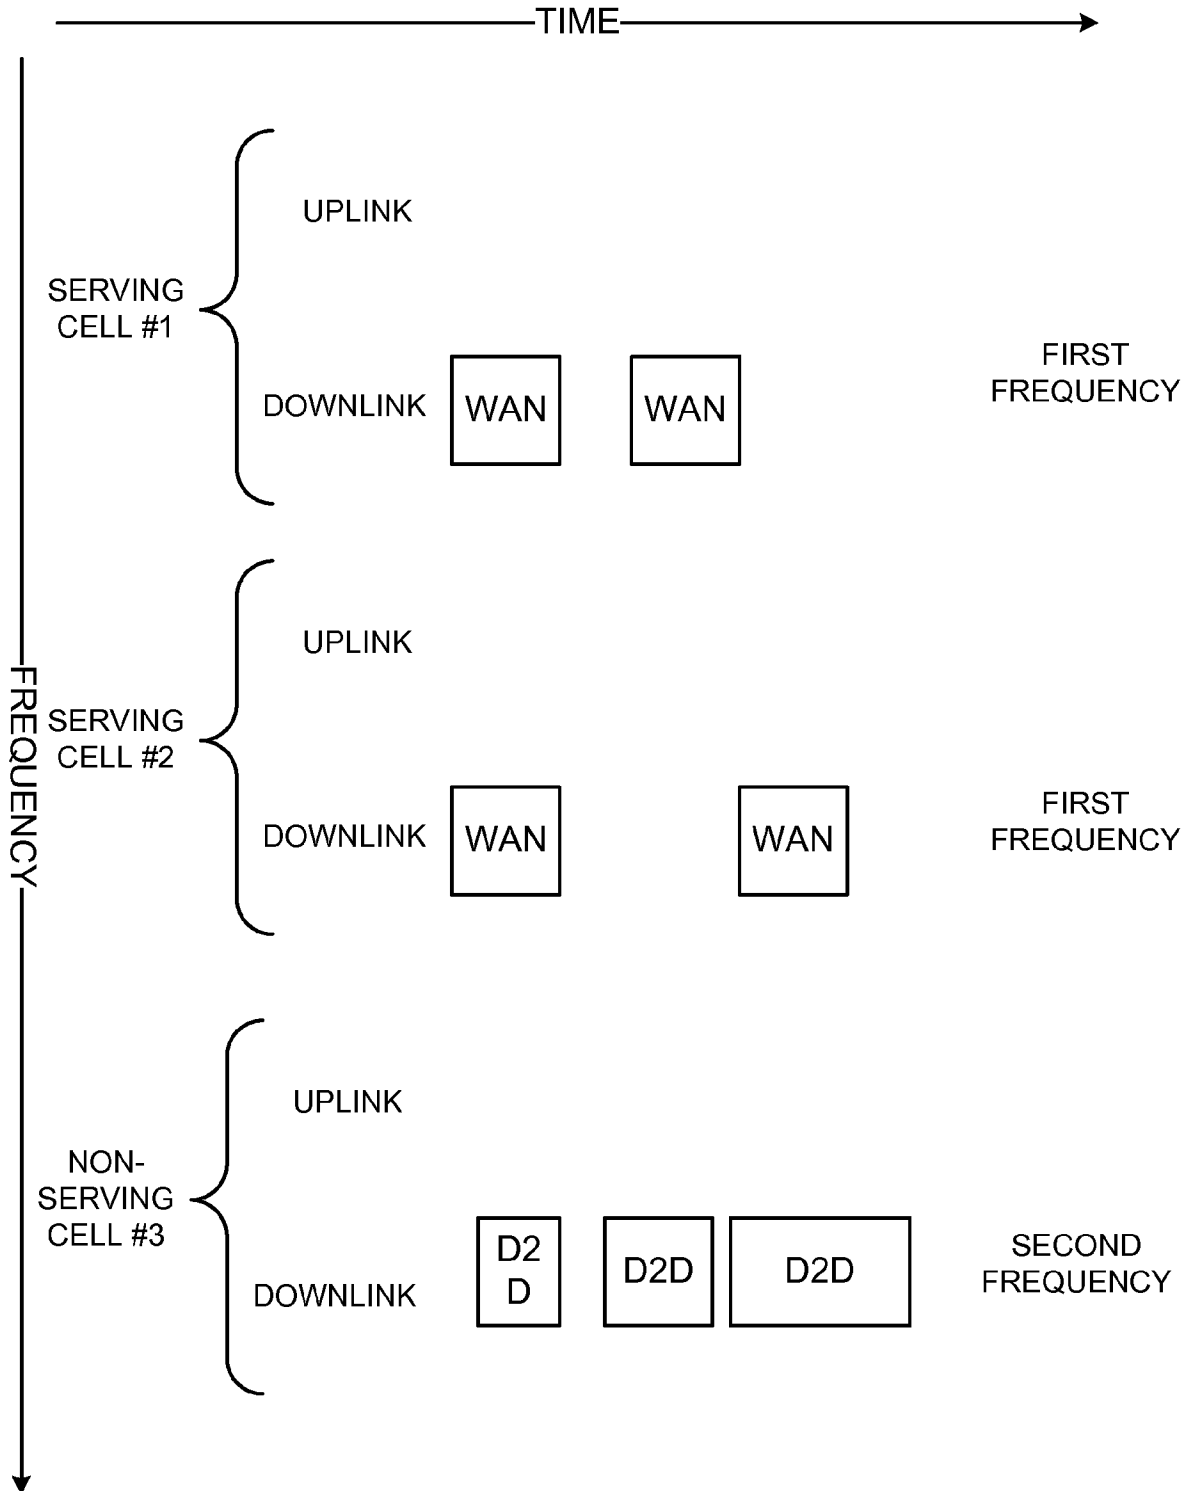 TIME
FREQUENCY
UPLINK
SERVING
CELL #1
DOWNLINK
WAN
WAN
FIRST
FREQUENCY
UPLINK
SERVING
CELL #2
DOWNLINK
WAN
WAN
FIRST
FREQUENCY
UPLINK
NON-
SERVING
CELL #3
DOWNLINK
D2
D
D2D
D2D
SECOND
FREQUENCY